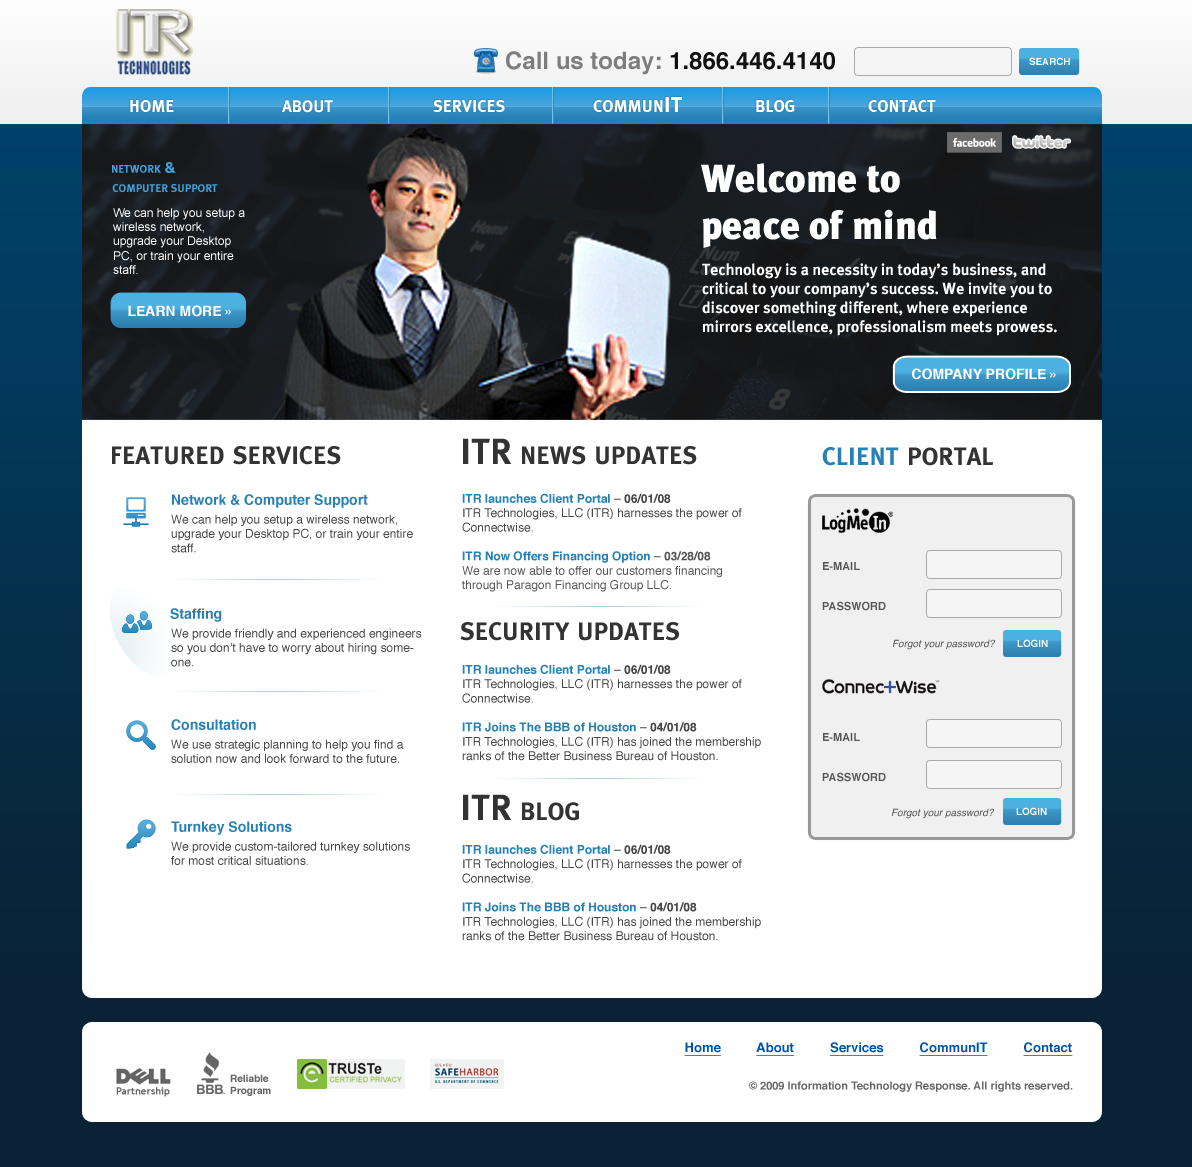 ITR
TECHNOLOGIES
Call us today: 1.866.446.4140
SEARCH
HOME
ABOUT
SERVICES
COMMUNIT
BLOG
CONTACT
facebook
twitter
NETWORK &
COMPUTER SUPPORT
We can help you setup a
wireless network,
upgrade your Desktop
PC, or train your entire
staff.
LEARN MORE »
Welcome to
peace of mind
Technology is a necessity in today's business, and
critical to your company's success. We invite you to
discover something different, where experience
mirrors excellence, professionalism meets prowess.
COMPANY PROFILE »
FEATURED SERVICES
Network & Computer Support
We can help you setup a wireless network,
upgrade your Desktop PC, or train your entire
staff.
Staffing
We provide friendly and experienced engineers
so you don't have to worry about hiring some-
one.
Consultation
We use strategic planning to help you find a
solution now and look forward to the future.
Turnkey Solutions
We provide custom-tailored turnkey solutions
for most critical situations.
ITR NEWS UPDATES
ITR launches Client Portal – 06/01/08
ITR Technologies, LLC (ITR) harnesses the power of
Connectwise.
ITR Now Offers Financing Option – 03/28/08
We are now able to offer our customers financing
through Paragon Financing Group LLC.
SECURITY UPDATES
ITR launches Client Portal – 06/01/08
ITR Technologies, LLC (ITR) harnesses the power of
Connectwise.
ITR Joins The BBB of Houston – 04/01/08
ITR Technologies, LLC (ITR) has joined the membership
ranks of the Better Business Bureau of Houston.
ITR BLOG
ITR launches Client Portal – 06/01/08
ITR Technologies, LLC (ITR) harnesses the power of
Connectwise.
ITR Joins The BBB of Houston – 04/01/08
ITR Technologies, LLC (ITR) has joined the membership
ranks of the Better Business Bureau of Houston.
CLIENT PORTAL
LogMeIn®
E-MAIL
PASSWORD
Forgot your password?
LOGIN
ConnectWise™
E-MAIL
PASSWORD
Forgot your password?
LOGIN
DELL
Partnership
BBB.
Reliable
Program
TRUSTe
CERTIFIED PRIVACY
SAFEHARBOR
U.S. DEPARTMENT OF COMMERCE
Home
About
Services
CommunIT
Contact
© 2009 Information Technology Response. All rights reserved.